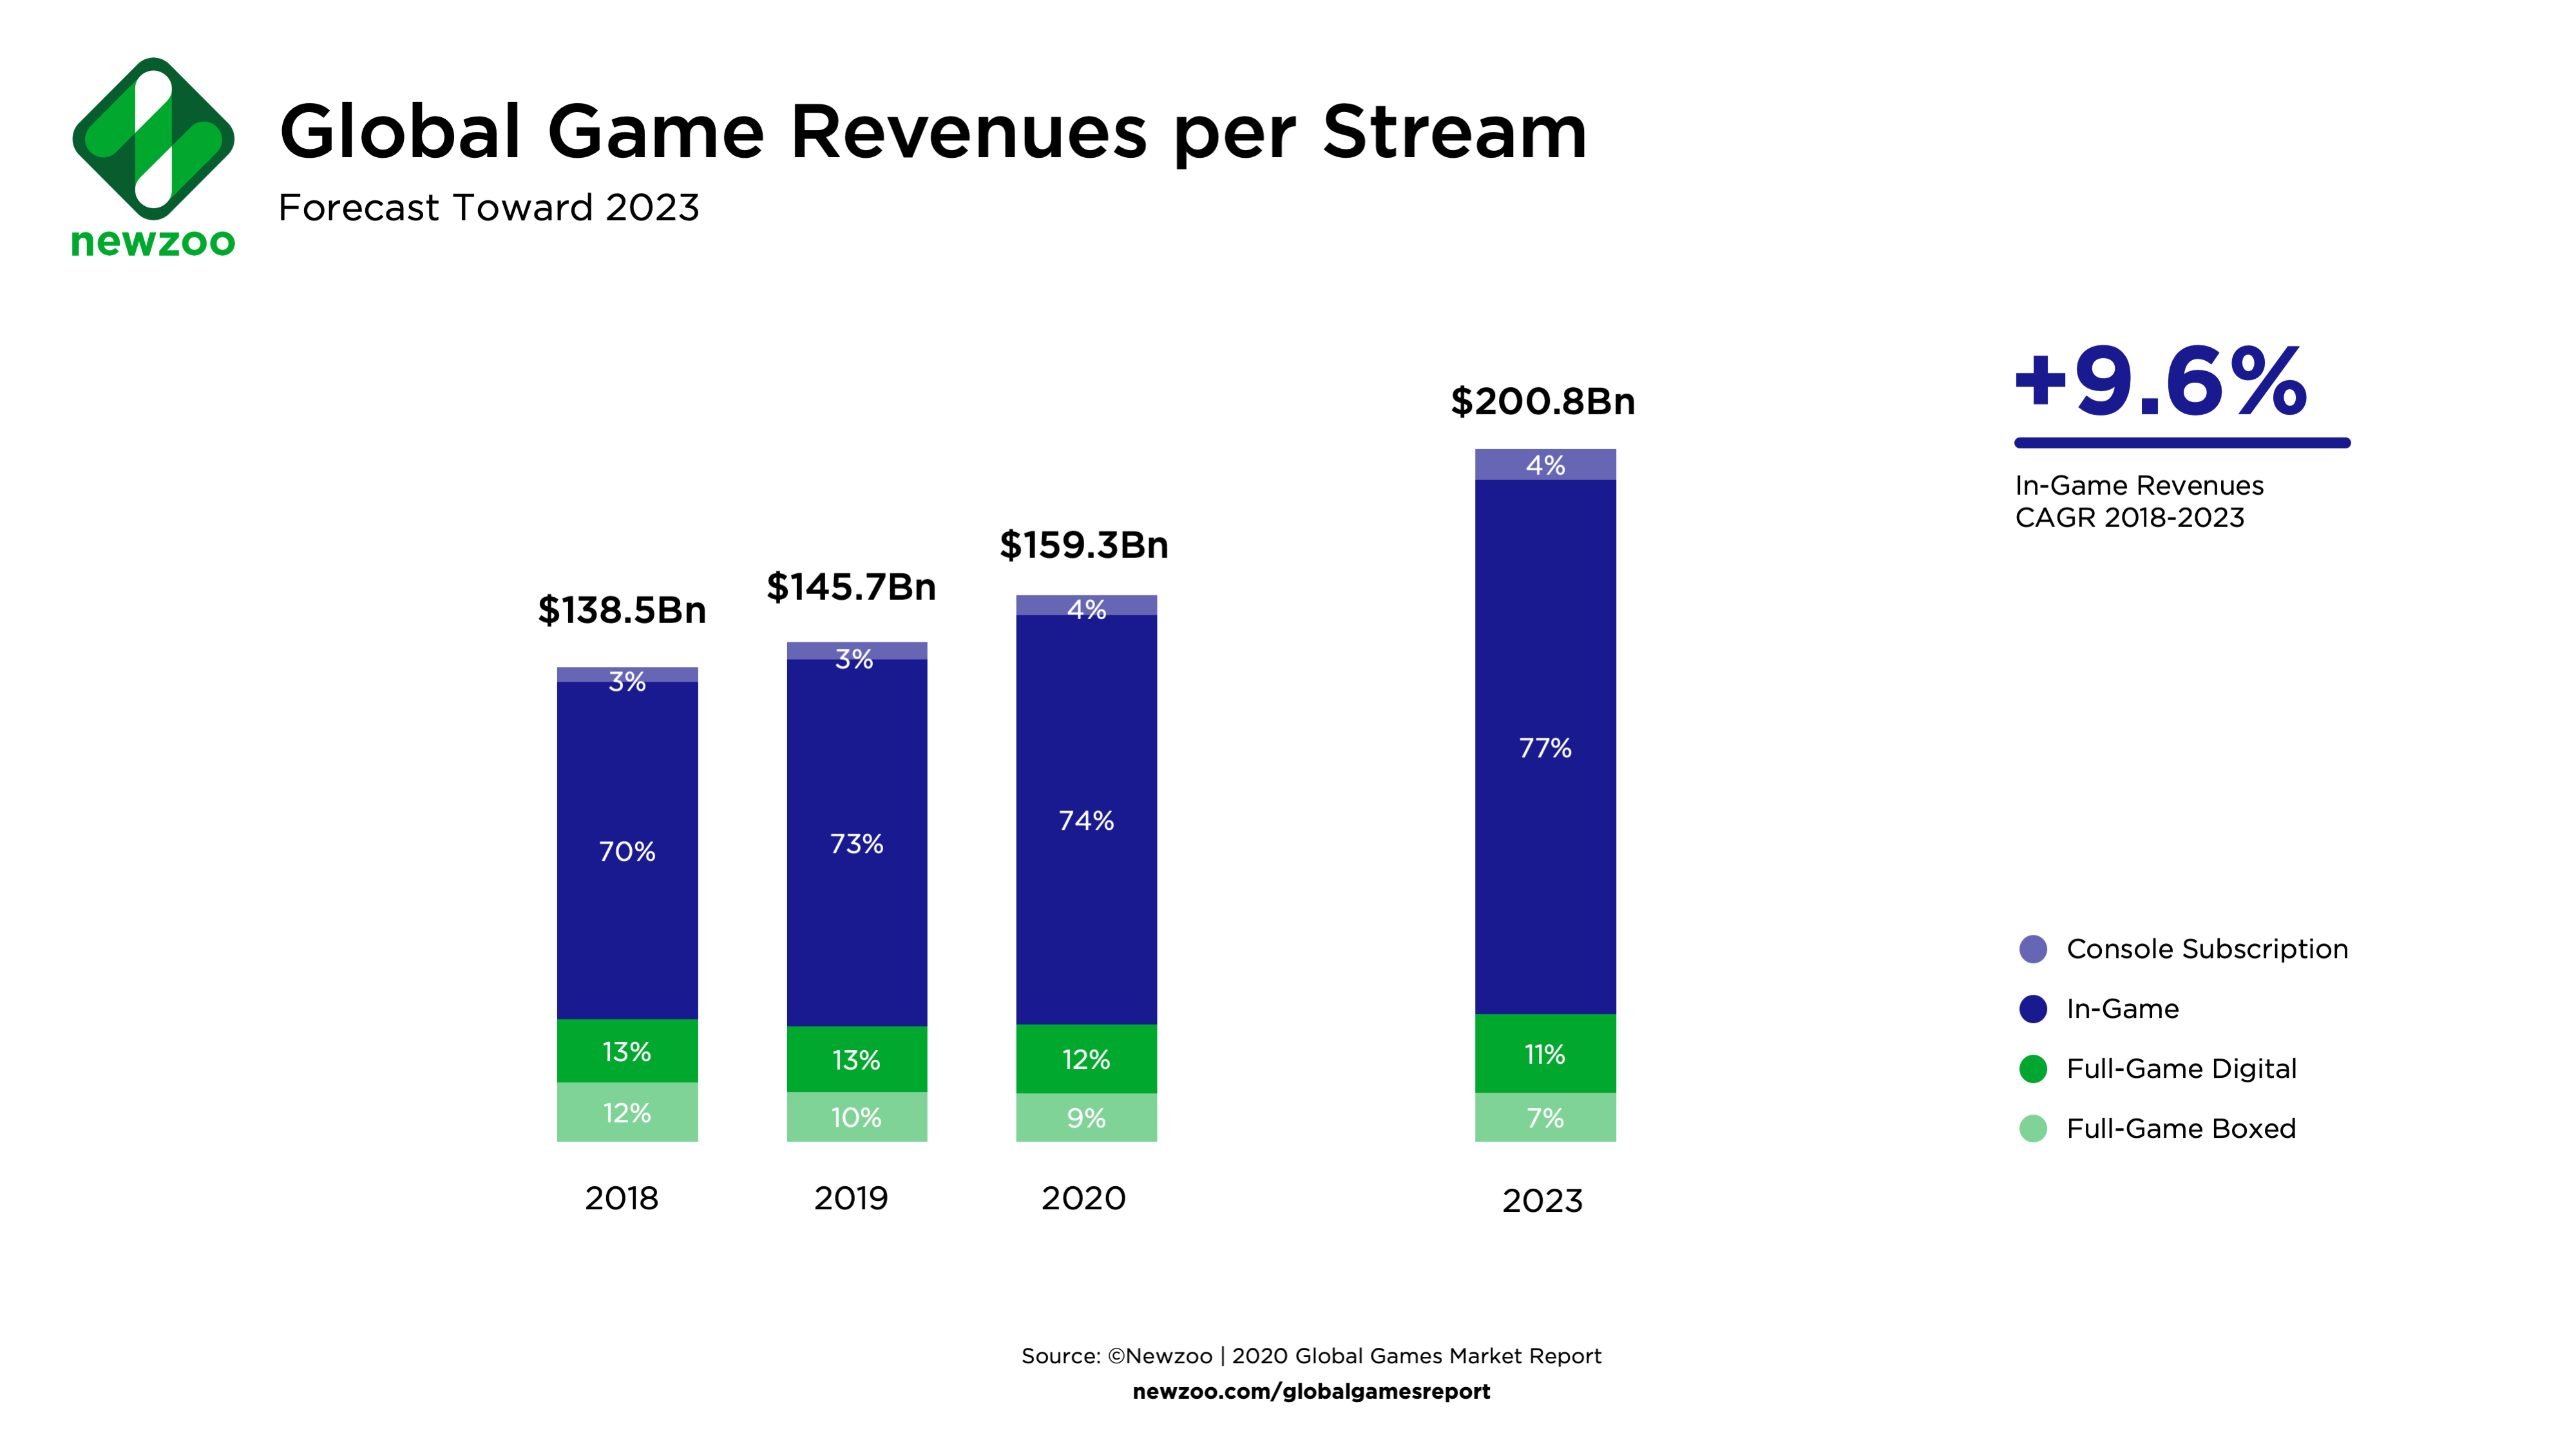 newzoo
Global Game Revenues per Stream
Forecast Toward 2023
$138.5Bn
3%
70%
13%
12%
2018
$145.7Bn
3%
73%
13%
10%
2019
$159.3Bn
4%
74%
12%
9%
2020
$200.8Bn
4%
77%
11%
7%
2023
+9.6%
In-Game Revenues
CAGR 2018-2023
Console Subscription
In-Game
Full-Game Digital
Full-Game Boxed
Source: ©Newzoo | 2020 Global Games Market Report
newzoo.com/globalgamesreport